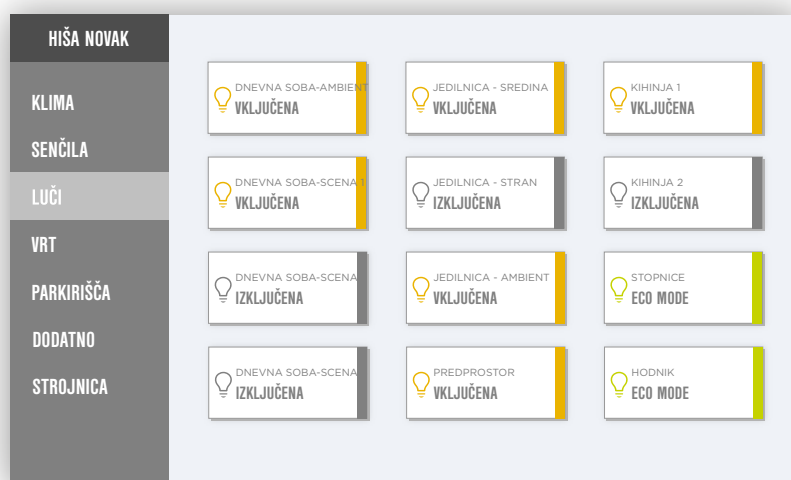 HIŠA NOVAK
KLIMA
SENČILA
LUČI
VRT
PARKIRIŠČA
DODATNO
STROJNICA
DNEVNA SOBA-AMBIENT
VKLJUČENA
JEDILNICA - SREDINA
VKLJUČENA
KIHINJA 1
VKLJUČENA
DNEVNA SOBA-SCENA 1
VKLJUČENA
JEDILNICA - STRAN
IZKLJUČENA
KIHINJA 2
IZKLJUČENA
DNEVNA SOBA-SCENA
IZKLJUČENA
JEDILNICA - AMBIENT
VKLJUČENA
STOPNICE
ECO MODE
DNEVNA SOBA-SCENA
IZKLJUČENA
PREDPROSTOR
VKLJUČENA
HODNIK
ECO MODE